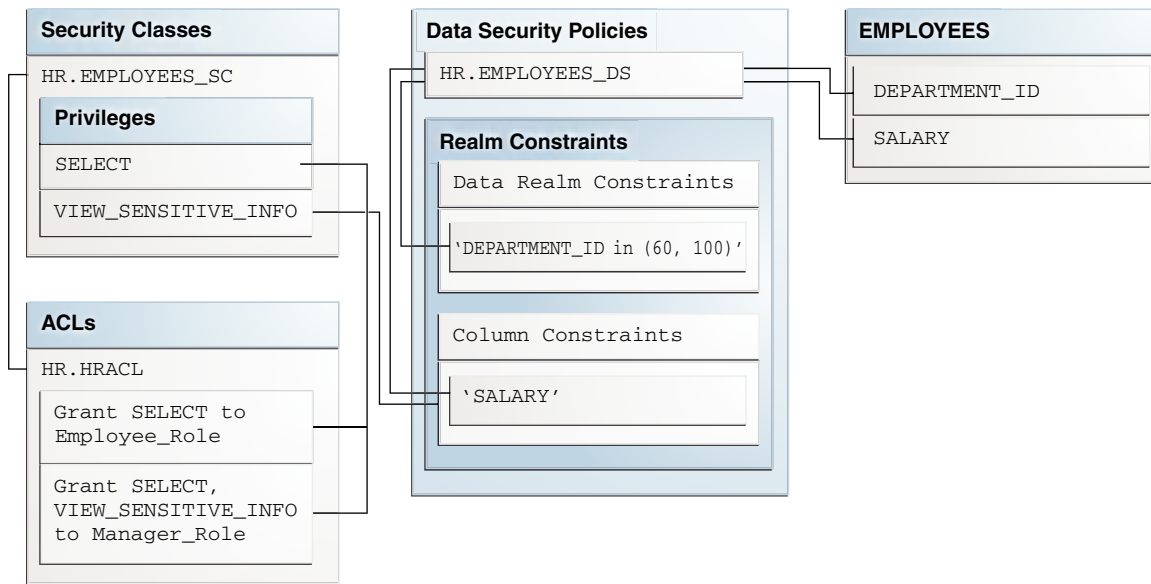 Security Classes
HR.EMPLOYEES_SC
Privileges
SELECT
VIEW_SENSITIVE_INFO
ACLs
HR.HRACL
Grant SELECT to
Employee_Role
Grant SELECT,
VIEW_SENSITIVE_INFO
to Manager_Role
Data Security Policies
HR.EMPLOYEES_DS
Realm Constraints
Data Realm Constraints
‘DEPARTMENT_ID in (60, 100)’
Column Constraints
‘SALARY’
EMPLOYEES
DEPARTMENT_ID
SALARY